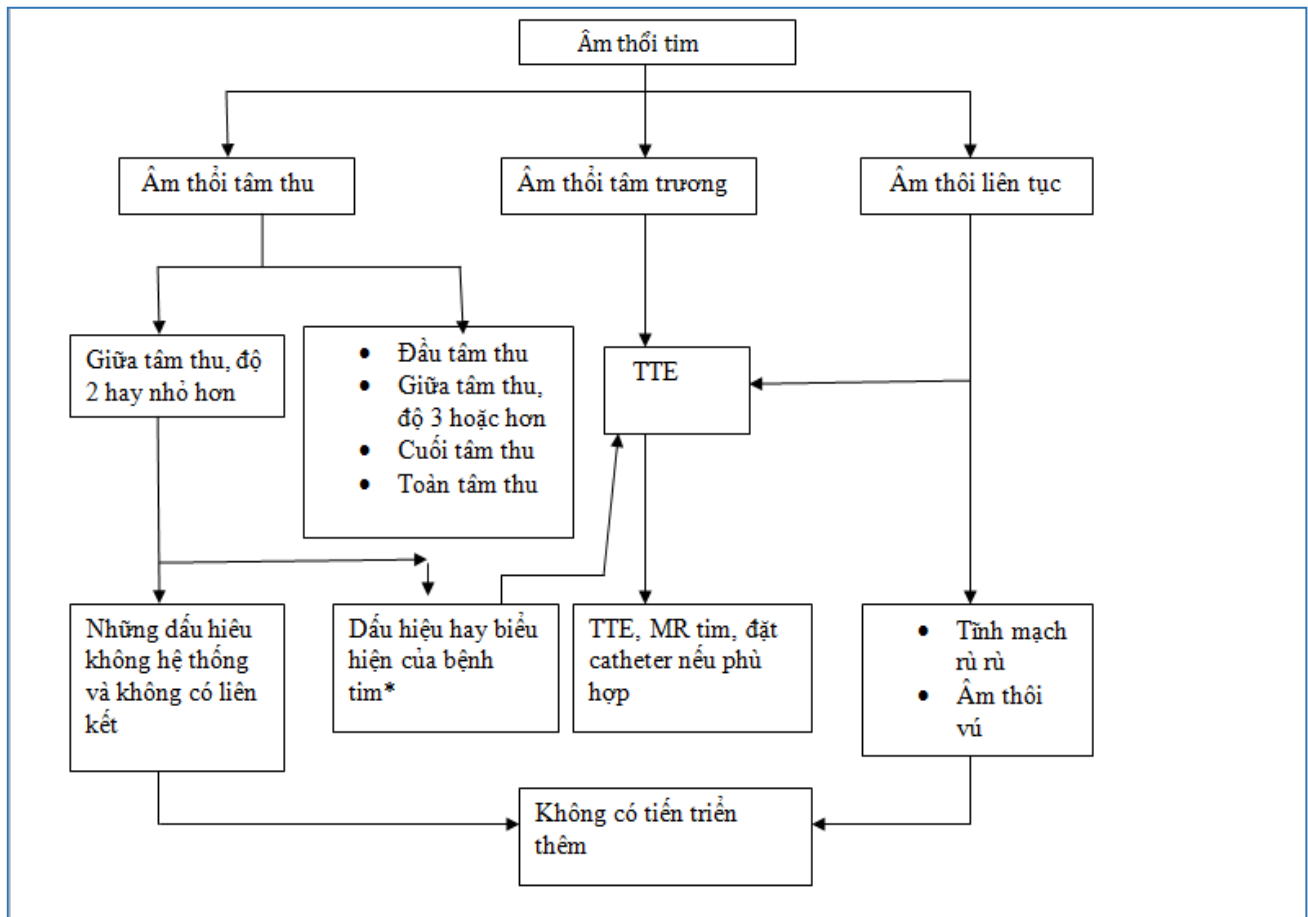 Âm thổi tim
Âm thổi tâm thu
Âm thổi tâm trương
Âm thôi liên tục
Giữa tâm thu, độ
2 hay nhỏ hơn
• Đầu tâm thu
• Giữa tâm thu,
độ 3 hoặc hơn
• Cuối tâm thu
• Toàn tâm thu
TTE
Những dấu hiêu
không hệ thống
và không có liên
kết
Dấu hiệu hay biểu
hiện của bệnh
tim*
TTE, MR tim, đặt
catheter nếu phù
hợp
• Tĩnh mạch
rù rù
• Âm thôi
vú
Không có tiến triển
thêm